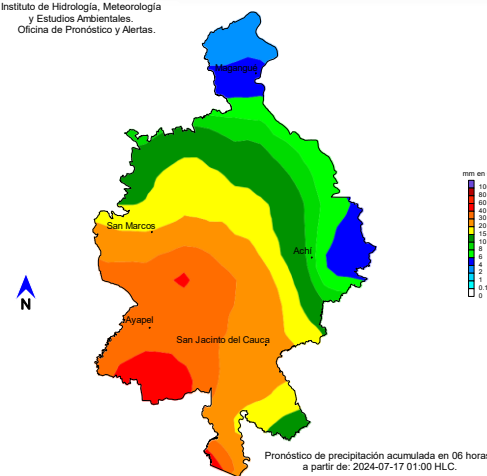 Instituto de Hidrología, Meteorología
y Estudios Ambientales.
Oficina de Pronóstico y Alertas.
Magangué
San Marcos
Achí
Ayapel
San Jacinto del Cauca
N
mm en
10
80
60
40
30
20
15
10
8
6
4
2
1
0.1
0
Pronóstico de precipitación acumulada en 06 horas
a partir de: 2024-07-17 01:00 HLC.